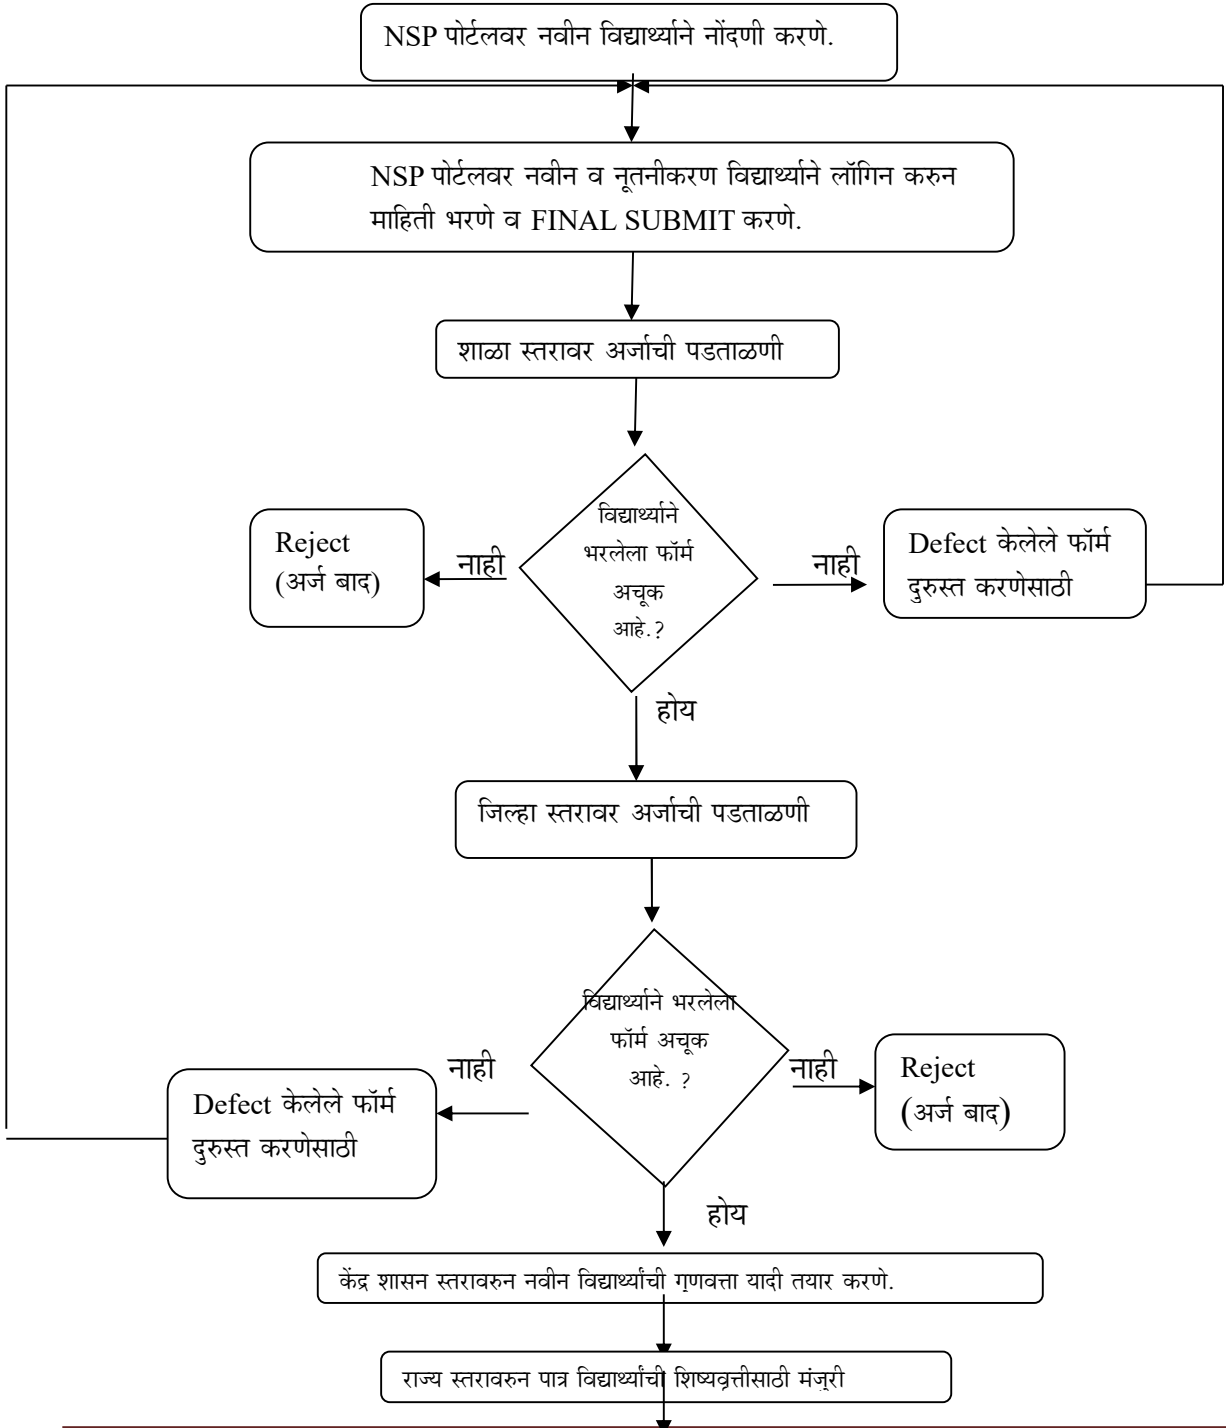 NSP पोर्टलवर नवीन विद्यार्थ्याने नोंदणी करणे.
NSP पोर्टलवर नवीन व नूतनीकरण विद्यार्थ्याने लॉगिन करुन
माहिती भरणे व FINAL SUBMIT करणे.
शाळा स्तरावर अर्जाची पडताळणी
Reject
(अर्ज बाद)
नाही
विद्यार्थ्याने
भरलेला फॉर्म
अचूक
आहे.?
नाही
Defect केलेले फॉर्म
दुरुस्त करणेसाठी
होय
जिल्हा स्तरावर अर्जाची पडताळणी
विद्यार्थ्याने भरलेला
फॉर्म अचूक
आहे. ?
नाही
Defect केलेले फॉर्म
दुरुस्त करणेसाठी
नाही
Reject
(अर्ज बाद)
होय
केंद्र शासन स्तरावरुन नवीन विद्यार्थ्यांची गुणवत्ता यादी तयार करणे.
राज्य स्तरावरुन पात्र विद्यार्थ्यांची शिष्यवृत्तीसाठी मंजुरी